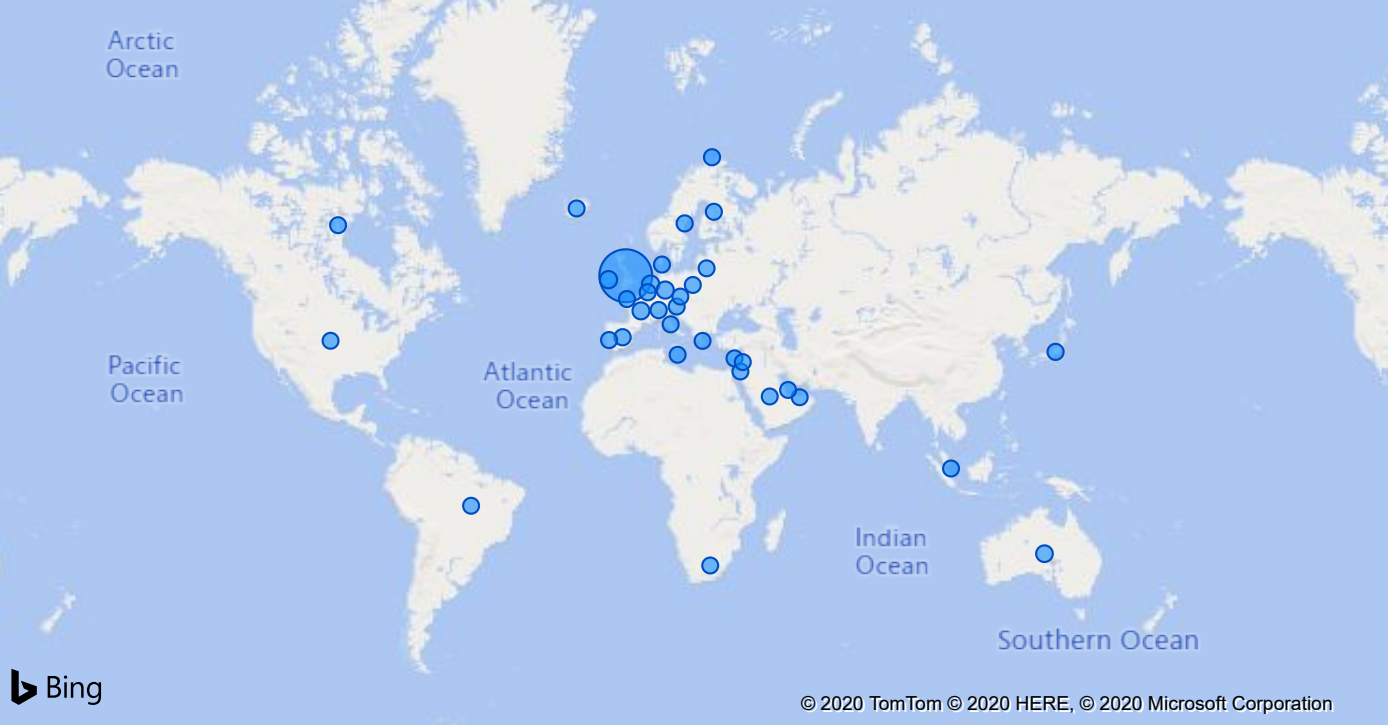 Arctic
Ocean
Pacific
Ocean
Atlantic
Ocean
Indian
Ocean
Southern Ocean
Bing
© 2020 TomTom © 2020 HERE, © 2020 Microsoft Corporation